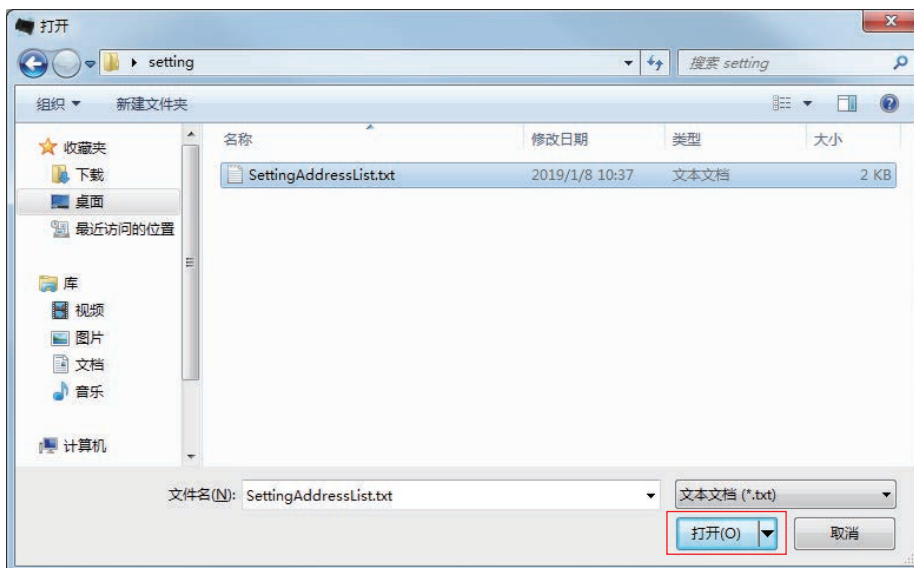 打开
setting
搜索 setting
组织
新建文件夹
名称 修改日期 类型 大小
SettingAddressList.txt 2019/1/8 10:37 文本文档 2 KB
收藏夹
下载
桌面
最近访问的位置
库
视频
图片
文档
音乐
计算机
文件名(N): SettingAddressList.txt 文本文档 (*.txt)
打开(O) 取消